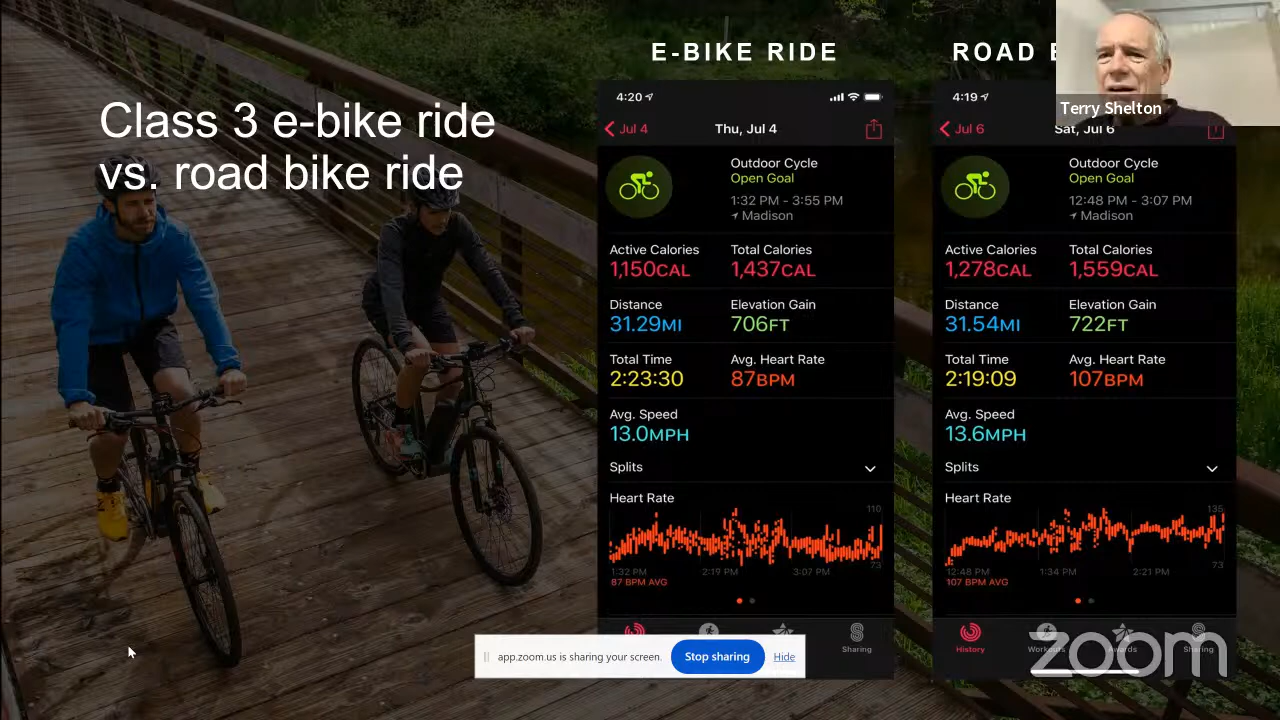 E-BIKE RIDE
ROAD
Terry Shelton
Class 3 e-bike ride
vs. road bike ride
4:20
Jul 4
Thu, Jul 4
Outdoor Cycle
Open Goal
1:32 PM - 3:55 PM
Madison
Active Calories Total Calories
1,150CAL 1,437CAL
Distance Elevation Gain
31.29MI 706FT
Total Time Avg. Heart Rate
2:23:30 87BPM
Avg. Speed
13.0MPH
Splits
Heart Rate
110
73
1:32 PM 2:19 PM 3:07 PM
87 BPM AVG
Sharing
4:19
Jul 6
Sat, Jul 6
Outdoor Cycle
Open Goal
12:48 PM - 3:07 PM
Madison
Active Calories Total Calories
1,278CAL 1,559CAL
Distance Elevation Gain
31.54MI 722FT
Total Time Avg. Heart Rate
2:19:09 107BPM
Avg. Speed
13.6MPH
Splits
Heart Rate
135
73
12:48 PM 1:34 PM 2:21 PM
107 BPM AVG
History Workouts Awards Sharing
app.zoom.us is sharing your screen. Stop sharing Hide
zoom